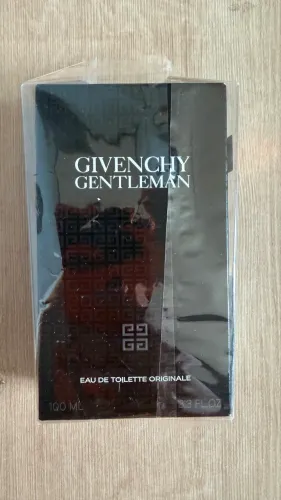 GIVENCHY
GENTLEMAN
EAU DE TOILETTE ORIGINALE
100 ML 3.3 FL.OZ.